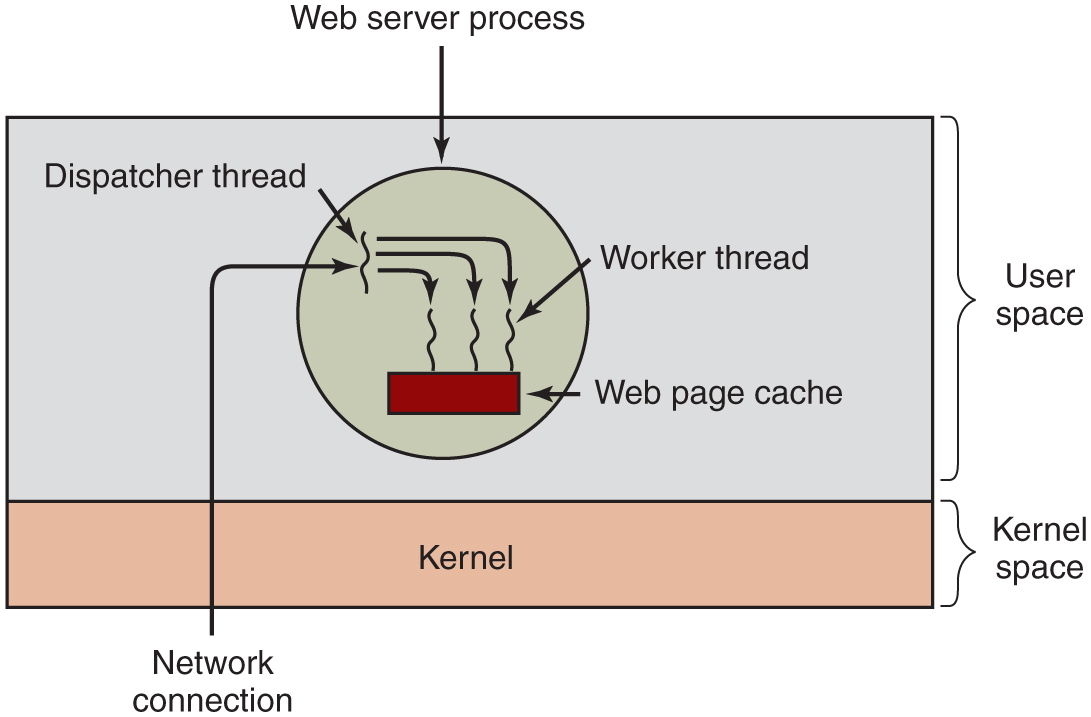 Web server process
Dispatcher thread
Worker thread
User
space
Web page cache
Kernel
Kernel
space
Network
connection